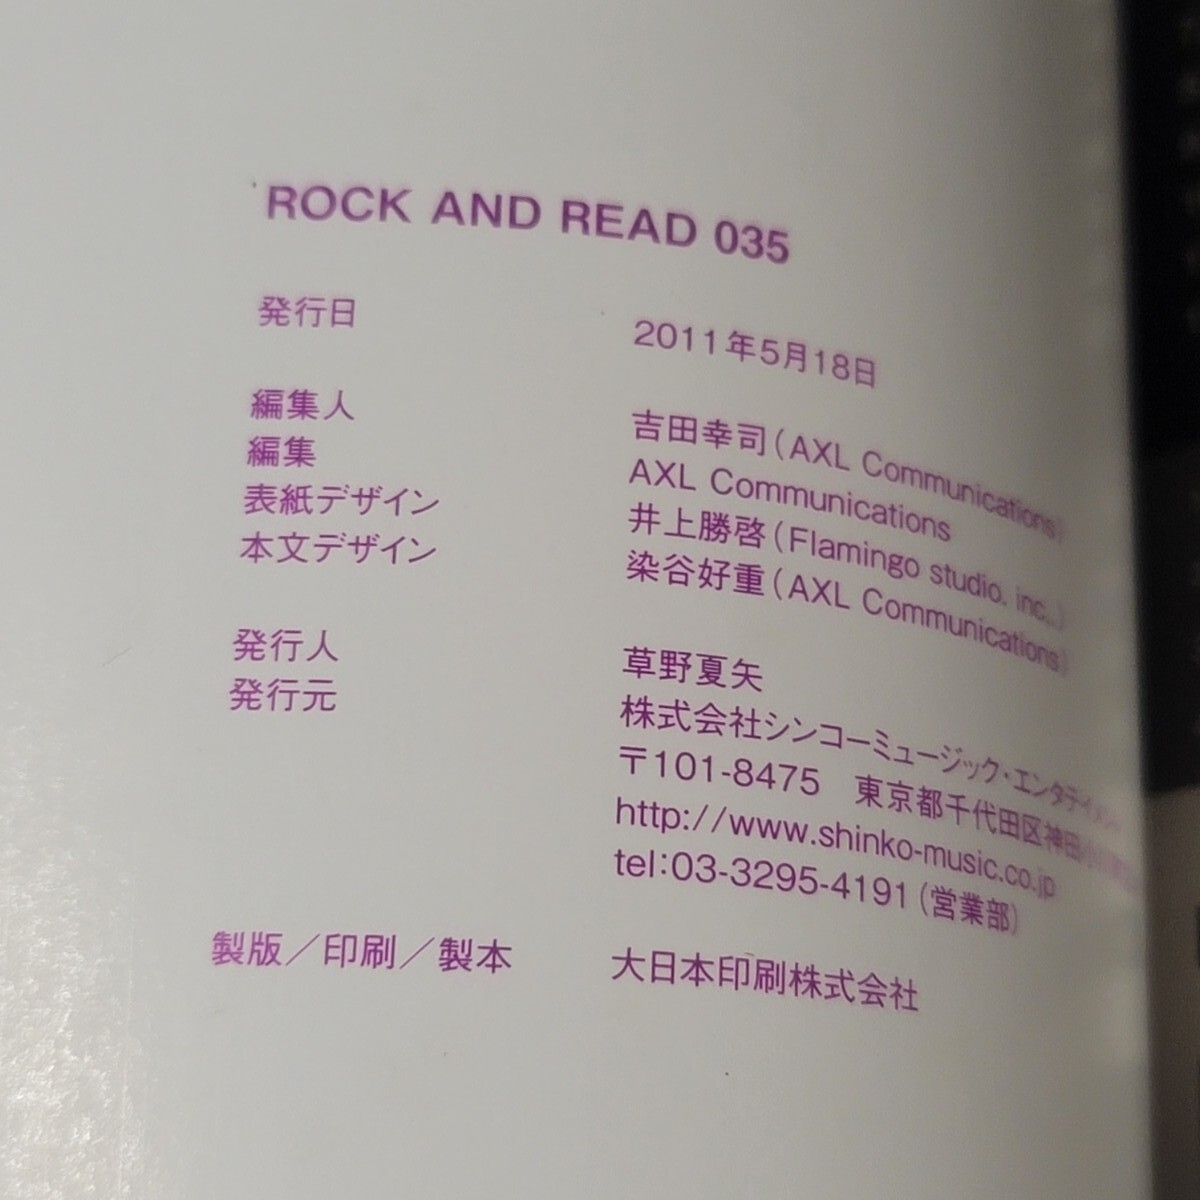 ROCK AND READ 035
発行日 2011年5月18日
編集人 吉田幸司(AXL Communications)
編集 AXL Communications
表紙デザイン 井上勝啓(Flamingo studio. inc,.)
本文デザイン 染谷好重(AXL Communications)
発行人 草野夏矢
発行元 株式会社シンコーミュージック・エンタテイメント
〒101-8475 東京都千代田区神田
http://www.shinko-music.co.jp
tel:03-3295-4191(営業部)
製版／印刷／製本 大日本印刷株式会社